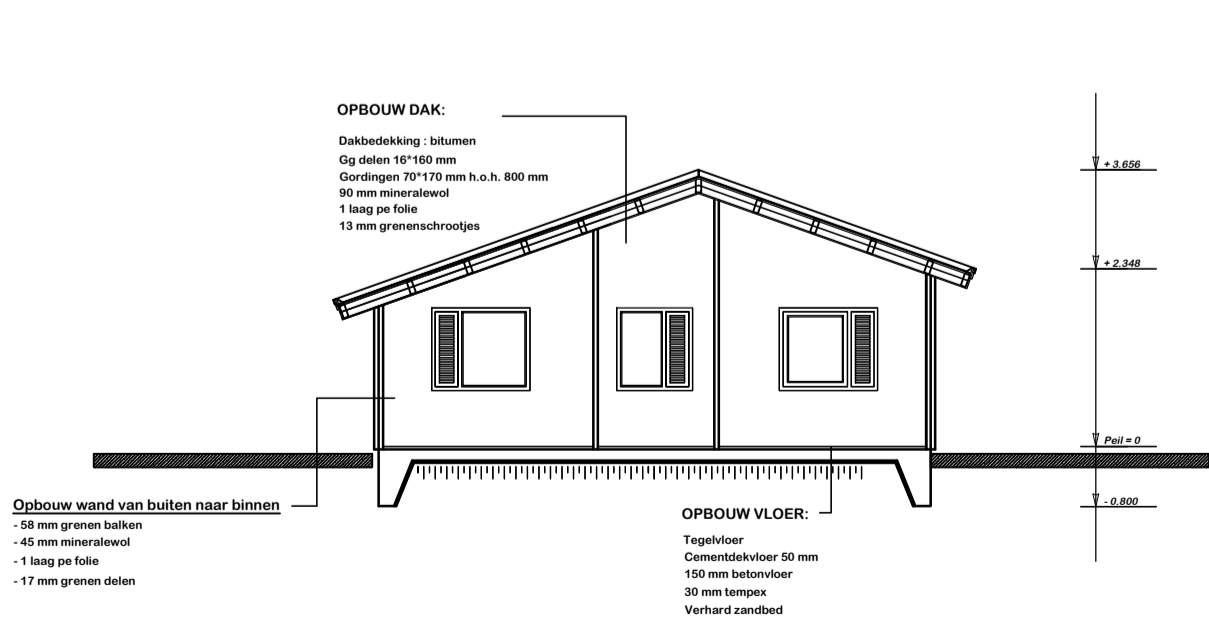 OPBOUW DAK:
Dakbedekking : bitumen
Gg delen 16*160 mm
Gordingen 70*170 mm h.o.h. 800 mm
90 mm mineralewol
1 laag pe folie
13 mm grenenschrootjes
+ 3.656
+ 2.348
Peil = 0
- 0.800
Opbouw wand van buiten naar binnen
- 58 mm grenen balken
- 45 mm mineralewol
- 1 laag pe folie
- 17 mm grenen delen
OPBOUW VLOER:
Tegelvloer
Cementdekvloer 50 mm
150 mm betonvloer
30 mm tempex
Verhard zandbed